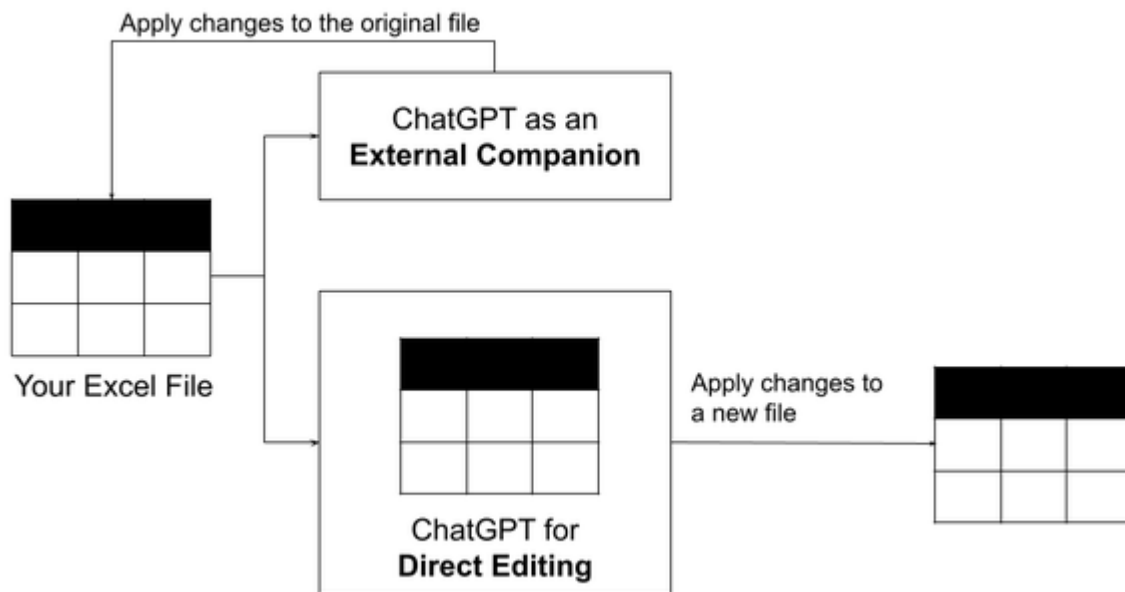 Apply changes to the original file
ChatGPT as an
External Companion
Your Excel File
Apply changes to
a new file
ChatGPT for
Direct Editing